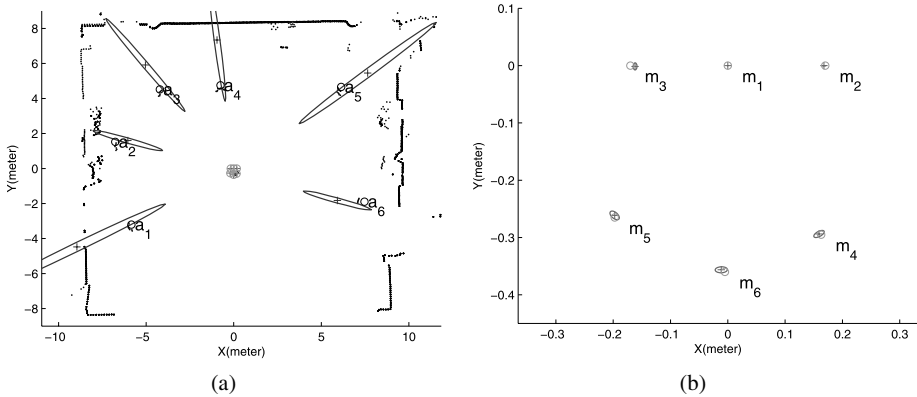 8
6
4
2
0
−2
−4
−6
−8
Y(meter)
−10
−5
0
5
10
X(meter)
a3
a4
a5
a2
a6
a1
(a)
0.1
0
−0.1
−0.2
−0.3
−0.4
Y(meter)
−0.3
−0.2
−0.1
0
0.1
0.2
0.3
X(meter)
m3
m1
m2
m5
m4
m6
(b)